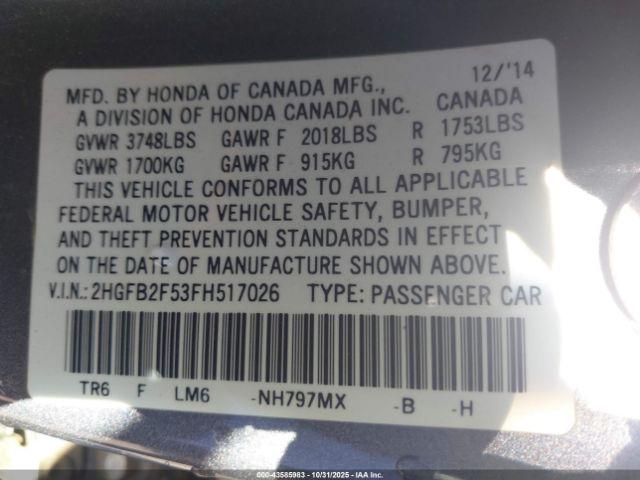 12/'14
MFD. BY HONDA OF CANADA MFG.,
A DIVISION OF HONDA CANADA INC. CANADA
GVWR 3748LBS GAWR F 2018LBS R 1753LBS
GVWR 1700KG GAWR F 915KG R 795KG
THIS VEHICLE CONFORMS TO ALL APPLICABLE
FEDERAL MOTOR VEHICLE SAFETY, BUMPER,
AND THEFT PREVENTION STANDARDS IN EFFECT
ON THE DATE OF MANUFACTURE SHOWN ABOVE.
V.I.N.: 2HGFB2F53FH517026 TYPE: PASSENGER CAR
TR6 F LM6 -NH797MX -B -H
000-43585983 - 10/31/2025 - IAA Inc.